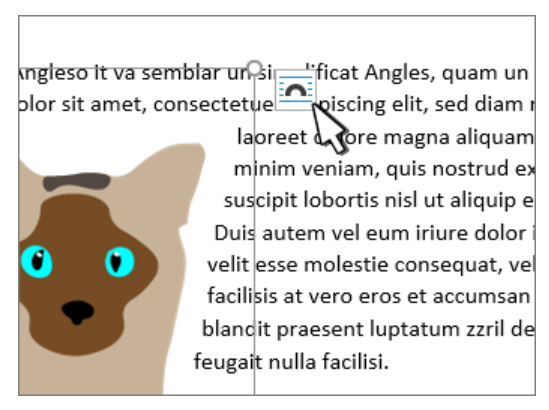 Angleso it va semblar un si ificat Angles, quam un
olor sit amet, consectetue piscing elit, sed diam
laoreet ore magna aliquam
minim veniam, quis nostrud ex
suscipit lobortis nisl ut aliquip e
Duis autem vel eum iriure dolor i
velit esse molestie consequat, vel
facilisis at vero eros et accumsan
blandit praesent luptatum zzril de
feugait nulla facilisi.